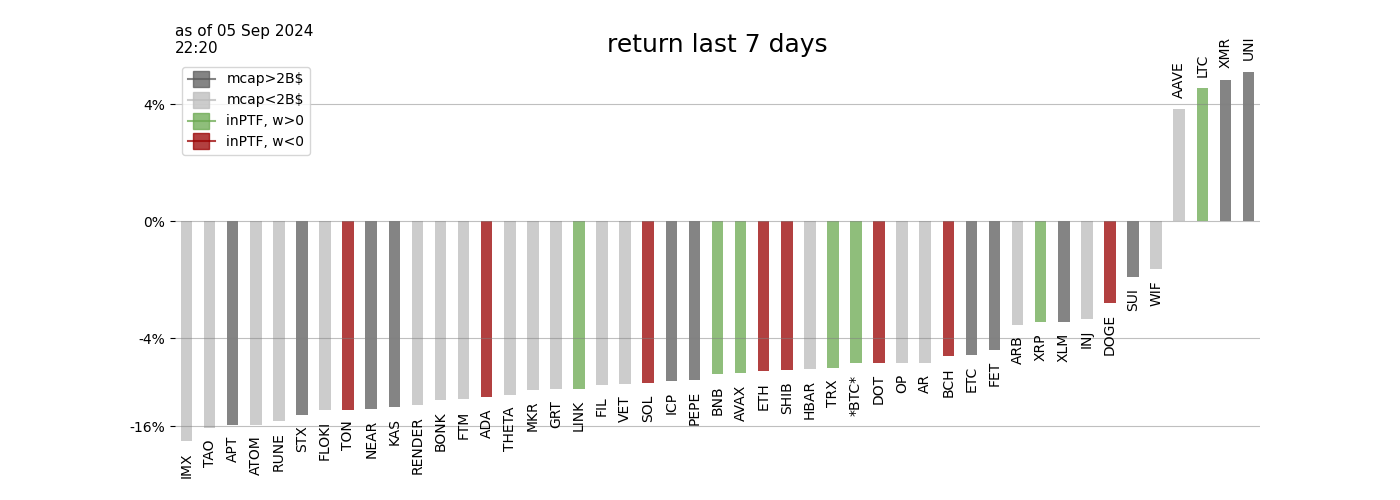 as of 05 Sep 2024
22:20
return last 7 days
mcap>2B$
mcap<2B$
inPTF, w>0
inPTF, w<0
4%
0%
-4%
-16%
IMX
TAO
APT
ATOM
RUNE
STX
FLOKI
TON
NEAR
KAS
RENDER
BONK
FTM
ADA
THETA
MKR
GRT
LINK
FIL
VET
SOL
ICP
PEPE
BNB
AVAX
ETH
SHIB
HBAR
TRX
*BTC*
DOT
OP
AR
BCH
ETC
FET
ARB
XRP
XLM
INJ
DOGE
SUI
WIF
AAVE
LTC
XMR
UNI